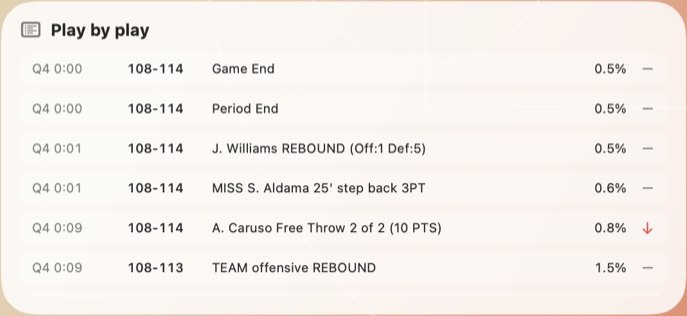 Play by play
Q4 0:00 108-114 Game End 0.5% —
Q4 0:00 108-114 Period End 0.5% —
Q4 0:01 108-114 J. Williams REBOUND (Off:1 Def:5) 0.5% —
Q4 0:01 108-114 MISS S. Aldama 25' step back 3PT 0.6% —
Q4 0:09 108-114 A. Caruso Free Throw 2 of 2 (10 PTS) 0.8% ↓
Q4 0:09 108-113 TEAM offensive REBOUND 1.5% —